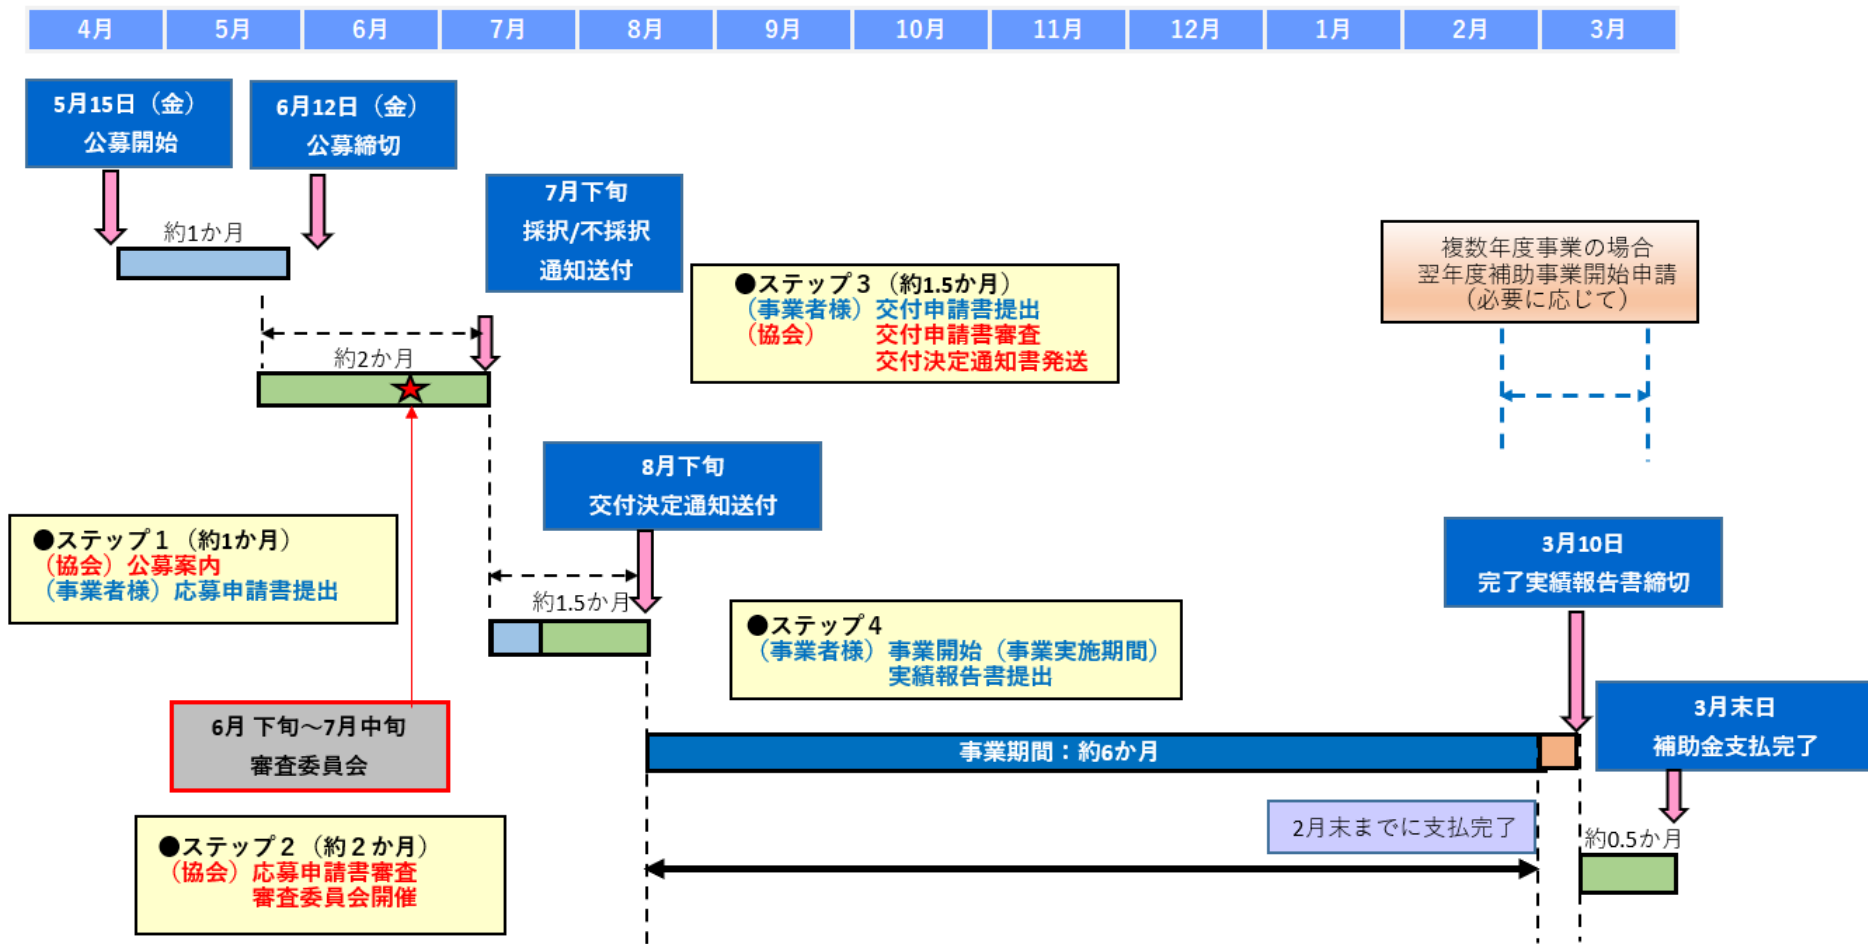 4月 5月 6月 7月 8月 9月 10月 11月 12月 1月 2月 3月
5月15日（金）
公募開始
6月12日（金）
公募締切
約1か月
7月下旬
採択/不採択
通知送付
約2か月
●ステップ３（約1.5か月）
（事業者様）交付申請書提出
（協会） 交付申請書審査
交付決定通知書発送
複数年度事業の場合
翌年度補助事業開始申請
（必要に応じて）
8月下旬
交付決定通知送付
約1.5か月
●ステップ１（約1か月）
（協会）公募案内
（事業者様）応募申請書提出
●ステップ４
（事業者様）事業開始（事業実施期間）
実績報告書提出
3月10日
完了実績報告書締切
6月 下旬～7月中旬
審査委員会
事業期間：約6か月
3月末日
補助金支払完了
2月末までに支払完了
約0.5か月
●ステップ２（約２か月）
（協会）応募申請書審査
審査委員会開催